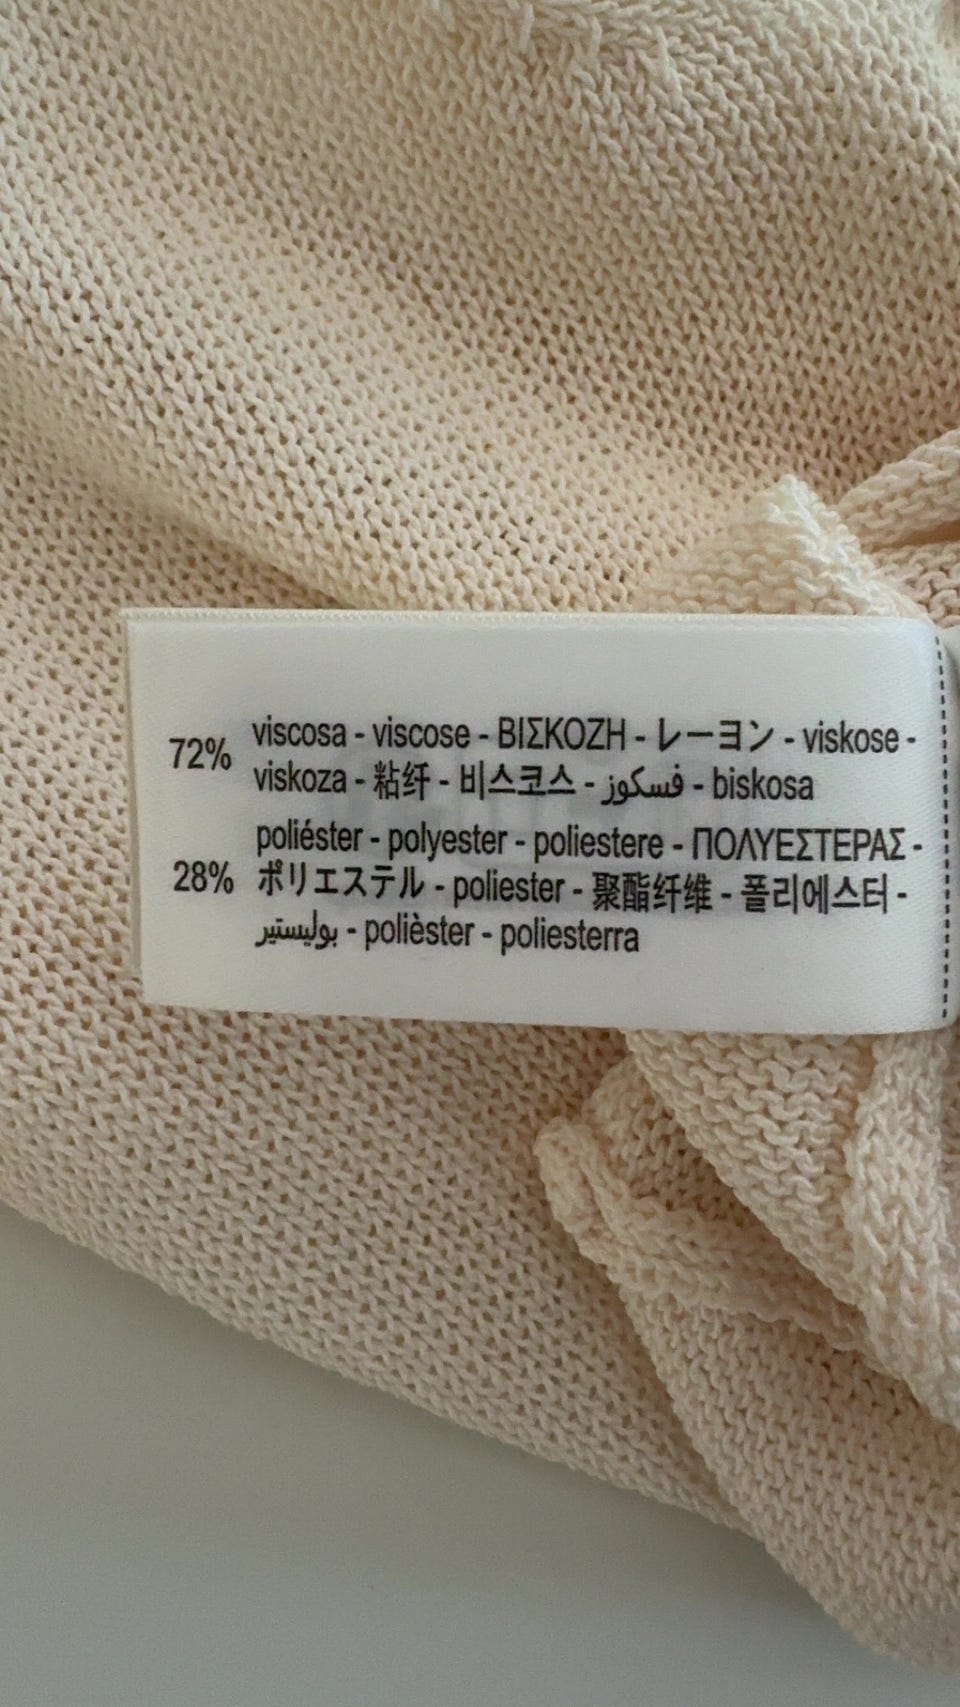 72% viscosa - viscose - ΒΙΣΚΟΖΗ - レーヨン - viskose -
viskoza - 粘纤 - 비스코스 - فسكوز - biskosa
poliéster - polyester - poliestere - ΠΟΛΥΕΣΤΕΡΑΣ -
28% ポリエステル - poliester - 聚酯纤维 - 폴리에스터 -
بوليستير - polièster - poliesterra